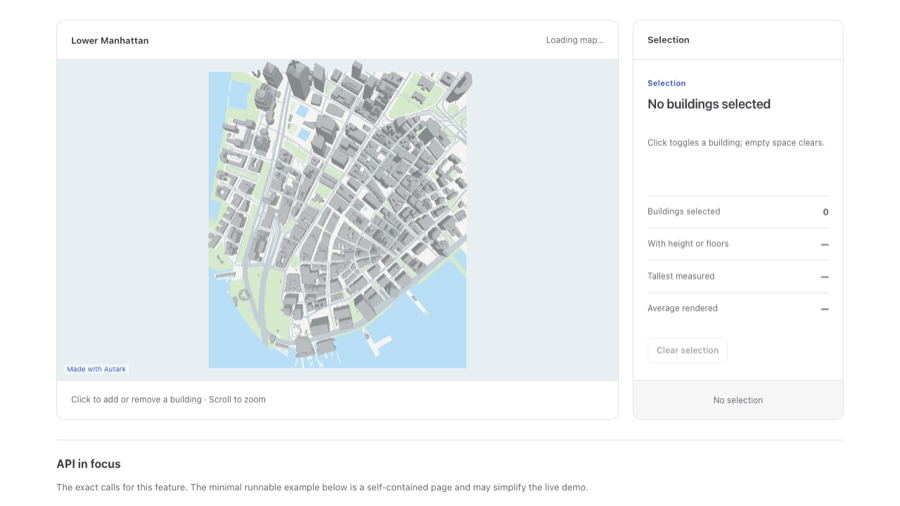 Lower Manhattan
Loading map...
Made with Autark
Click to add or remove a building · Scroll to zoom
Selection
Selection
No buildings selected
Click toggles a building; empty space clears.
Buildings selected 0
With height or floors —
Tallest measured —
Average rendered —
Clear selection
No selection
API in focus
The exact calls for this feature. The minimal runnable example below is a self-contained page and may simplify the live demo.